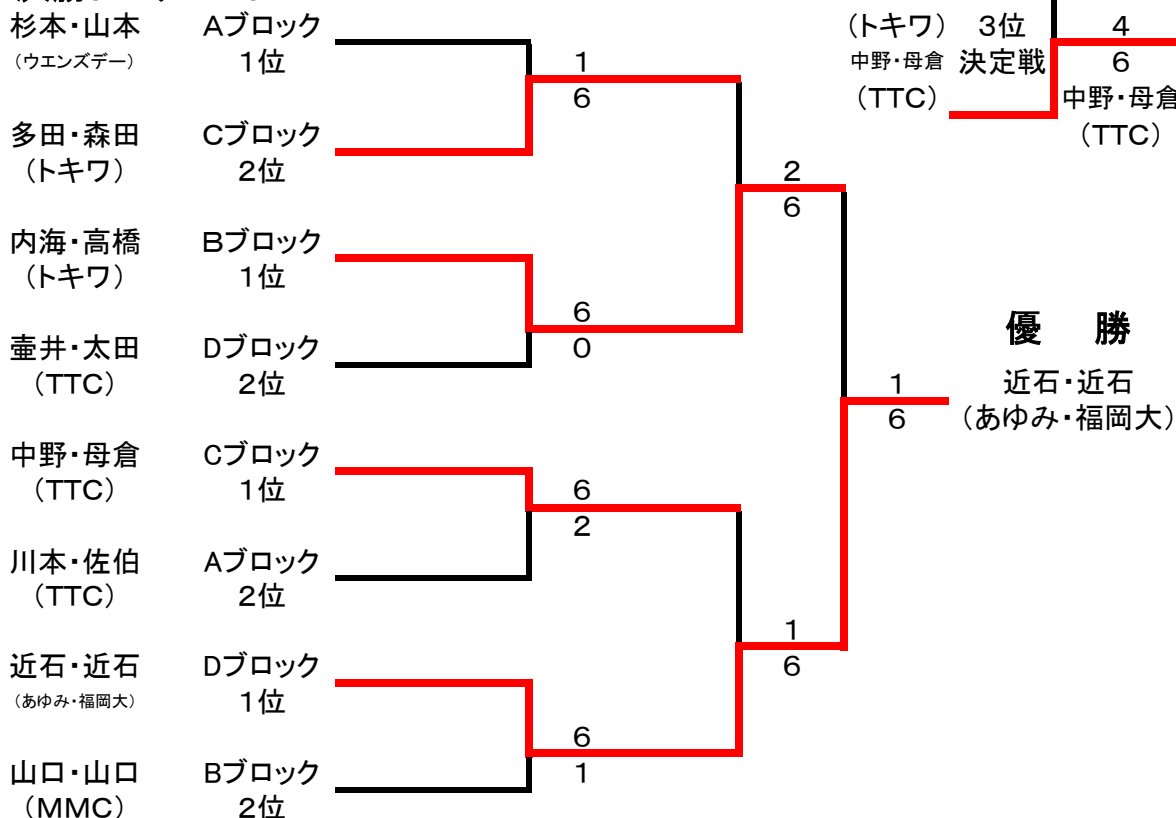 杉本・山本 Aブロック
(ウエンズデー) 1位
1
6
多田・森田 Cブロック
(トキワ) 2位
2
6
内海・高橋 Bブロック
(トキワ) 1位
6
0
壷井・太田 Dブロック
(TTC) 2位
1
6
中野・母倉 Cブロック
(TTC) 1位
6
2
川本・佐伯 Aブロック
(TTC) 2位
1
6
近石・近石 Dブロック
(あゆみ・福岡大) 1位
6
1
山口・山口 Bブロック
(MMC) 2位
(トキワ) 3位
中野・母倉 決定戦
(TTC)
4
6
中野・母倉
(TTC)
優 勝
近石・近石
(あゆみ・福岡大)